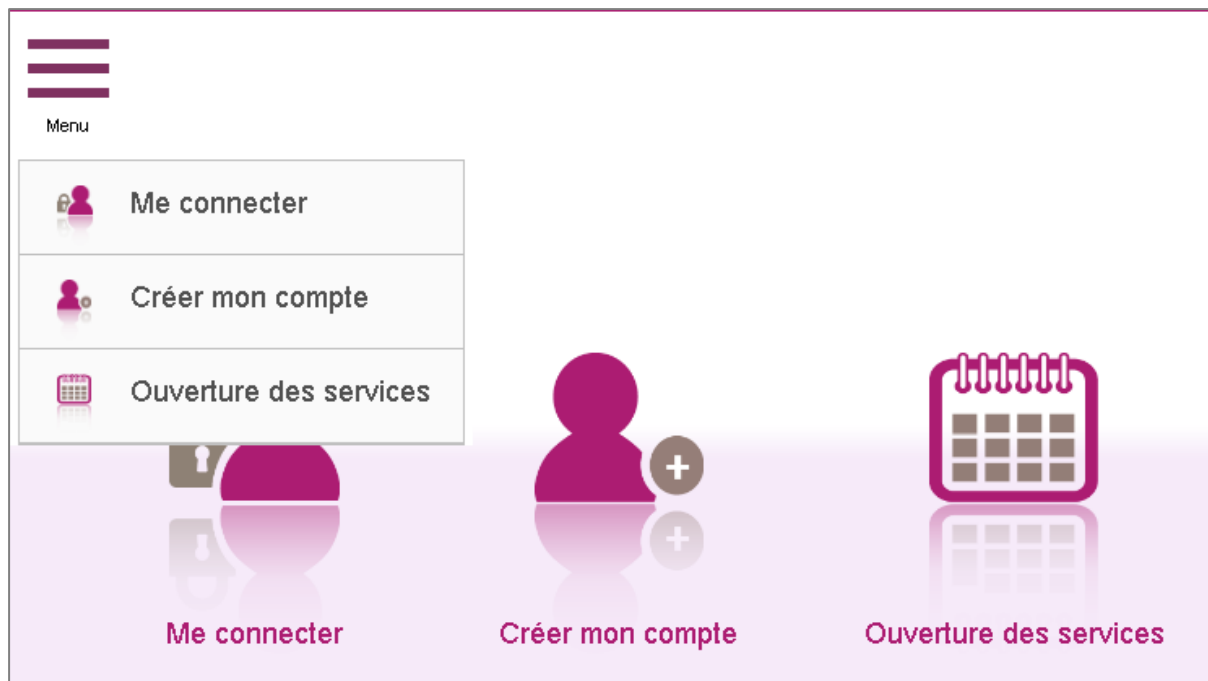 Menu
Me connecter
Créer mon compte
Ouverture des services
Me connecter
Créer mon compte
Ouverture des services